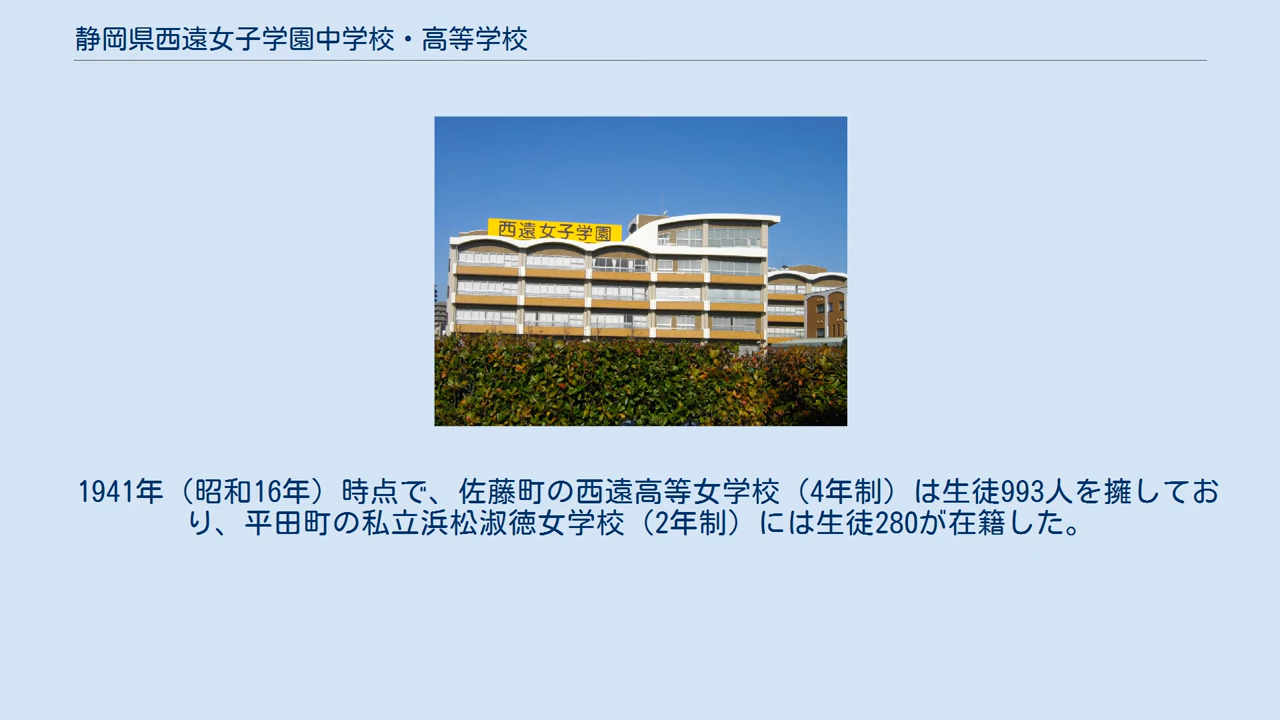 静岡県西遠女子学園中学校・高等学校
西遠女子学園
1941年（昭和16年）時点で、佐藤町の西遠高等女学校（4年制）は生徒993人を擁してお
り、平田町の私立浜松淑徳女学校（2年制）には生徒280が在籍した。